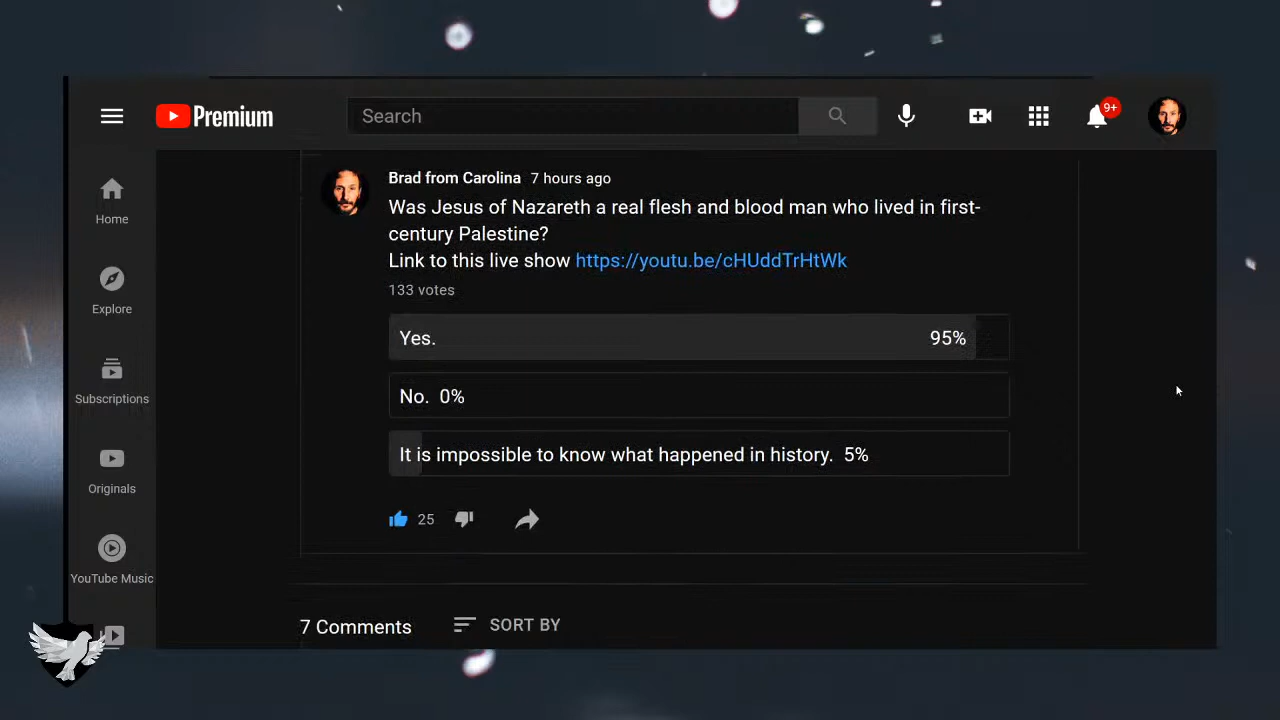 Premium
Search
9+
Home
Explore
Subscriptions
Originals
YouTube Music
Brad from Carolina 7 hours ago
Was Jesus of Nazareth a real flesh and blood man who lived in first-
century Palestine?
Link to this live show https://youtu.be/cHUddTrHtWk
133 votes
Yes. 95%
No. 0%
It is impossible to know what happened in history. 5%
25
7 Comments SORT BY